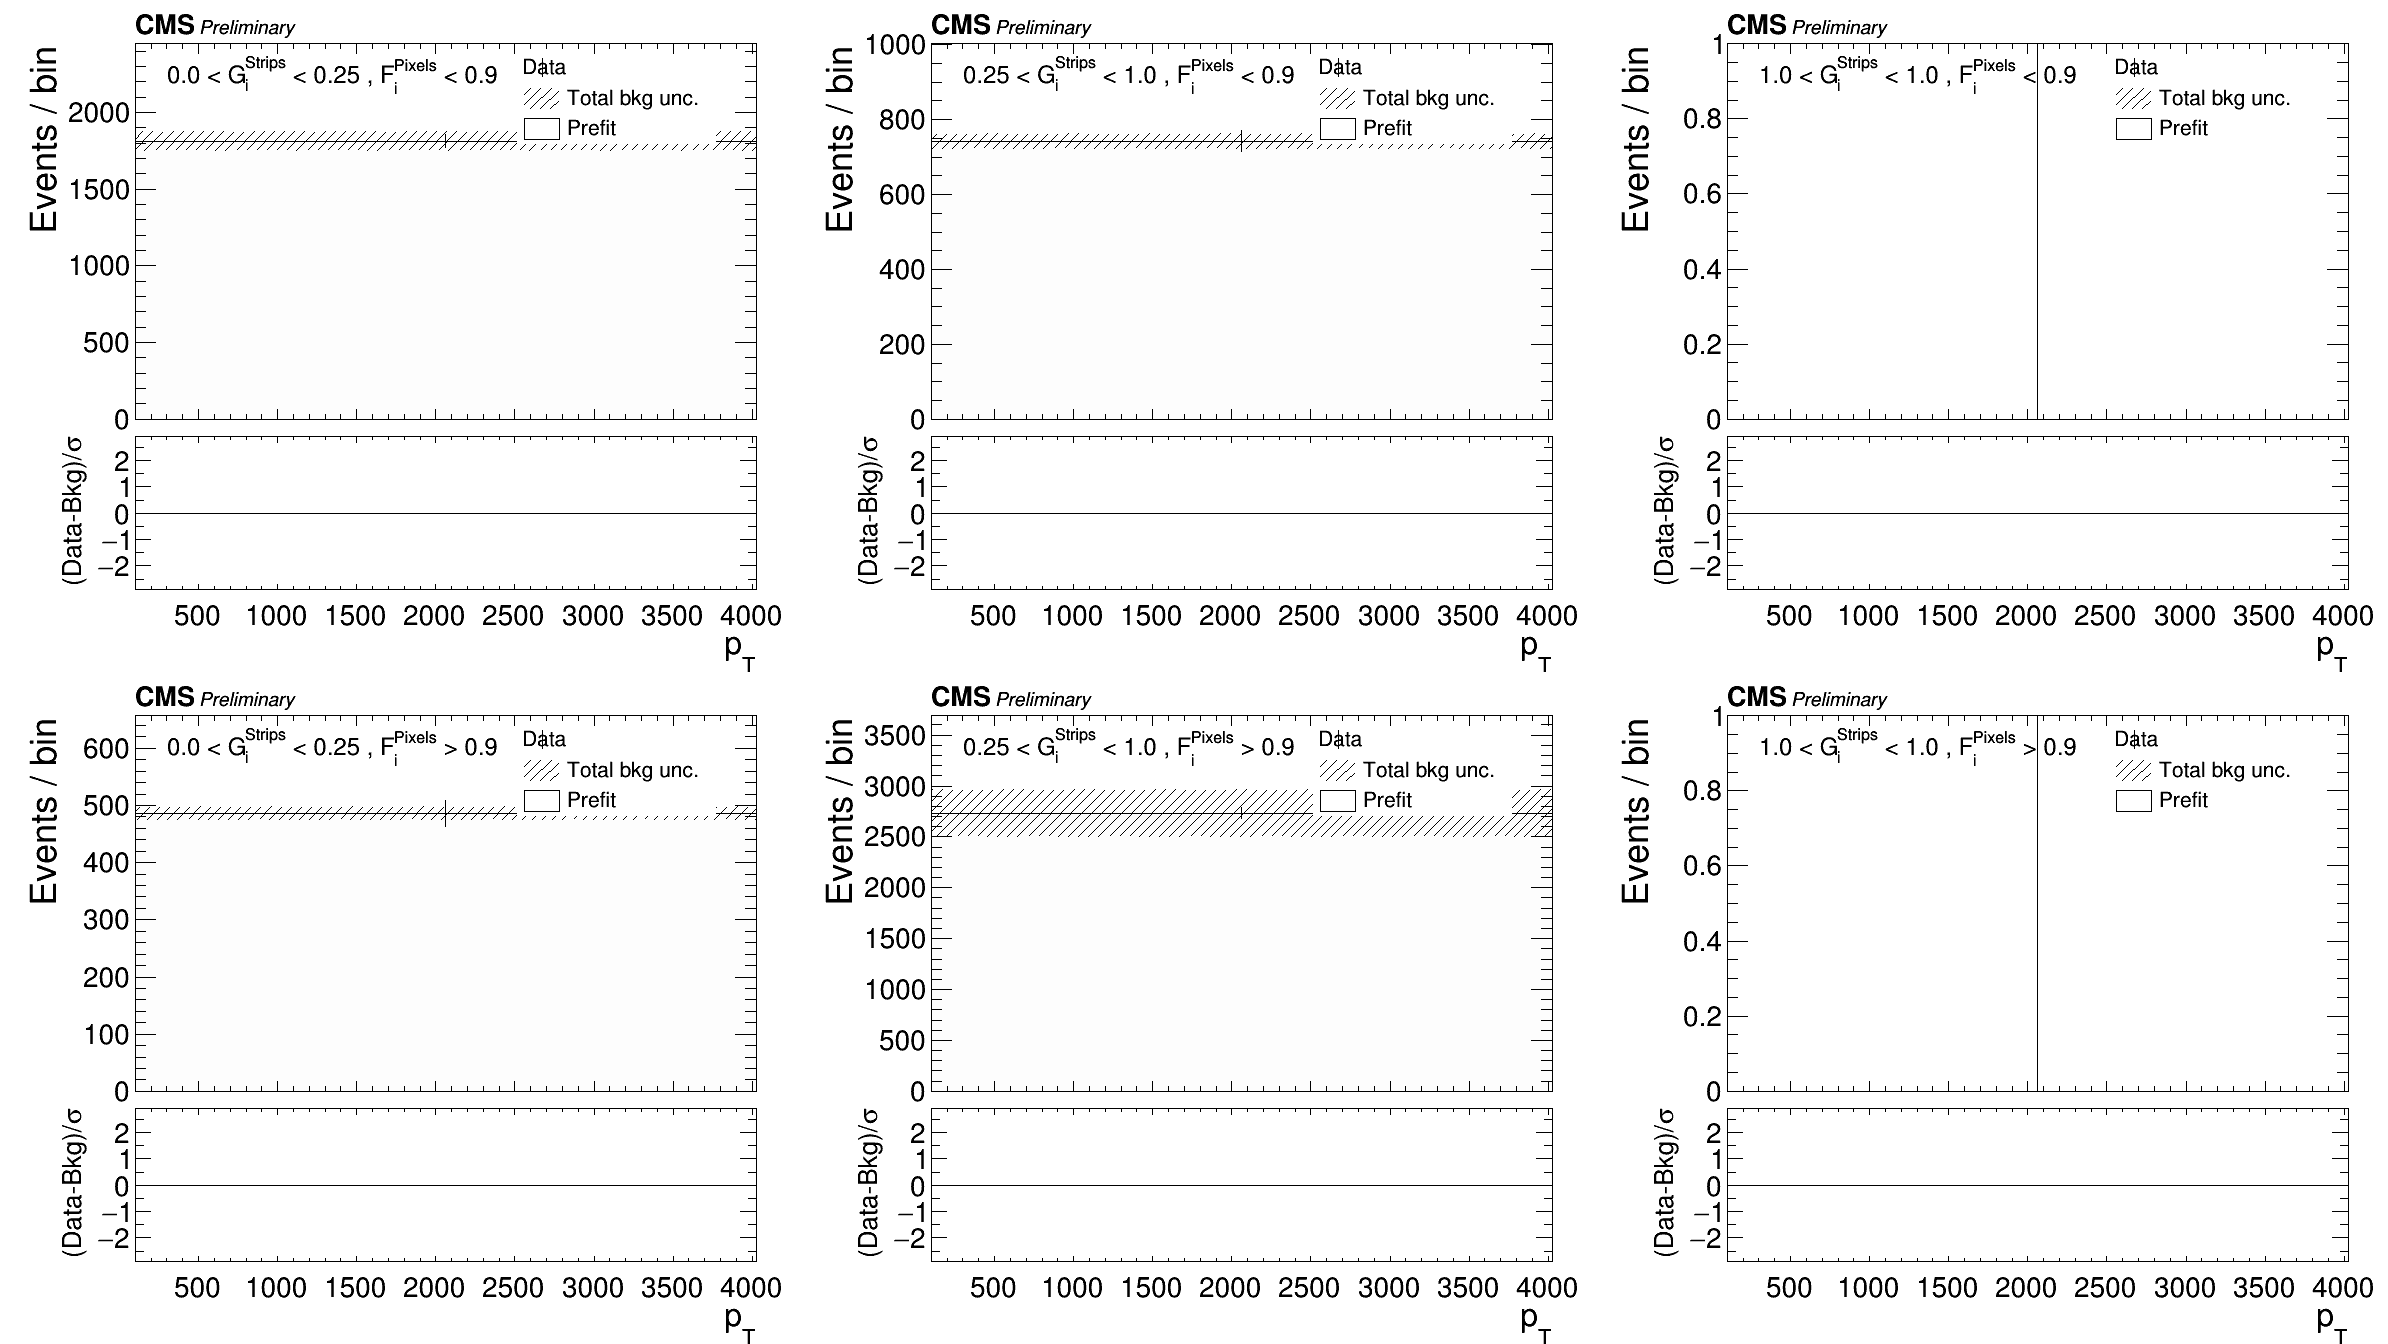 CMS Preliminary
Events / bin
0.0 < G_i^Strips < 0.25 , F_i^Pixels < 0.9
Data
Total bkg unc.
Prefit
2000
1500
1000
500
0
(Data-Bkg)/σ
2
1
0
−1
−2
500 1000 1500 2000 2500 3000 3500 4000
p_T
CMS Preliminary
Events / bin
0.25 < G_i^Strips < 1.0 , F_i^Pixels < 0.9
Data
Total bkg unc.
Prefit
1000
800
600
400
200
0
(Data-Bkg)/σ
2
1
0
−1
−2
500 1000 1500 2000 2500 3000 3500 4000
p_T
CMS Preliminary
Events / bin
1.0 < G_i^Strips < 1.0 , F_i^Pixels < 0.9
Data
Total bkg unc.
Prefit
1
0.8
0.6
0.4
0.2
0
(Data-Bkg)/σ
2
1
0
−1
−2
500 1000 1500 2000 2500 3000 3500 4000
p_T
CMS Preliminary
Events / bin
0.0 < G_i^Strips < 0.25 , F_i^Pixels > 0.9
Data
Total bkg unc.
Prefit
600
500
400
300
200
100
0
(Data-Bkg)/σ
2
1
0
−1
−2
500 1000 1500 2000 2500 3000 3500 4000
p_T
CMS Preliminary
Events / bin
0.25 < G_i^Strips < 1.0 , F_i^Pixels > 0.9
Data
Total bkg unc.
Prefit
3500
3000
2500
2000
1500
1000
500
0
(Data-Bkg)/σ
2
1
0
−1
−2
500 1000 1500 2000 2500 3000 3500 4000
p_T
CMS Preliminary
Events / bin
1.0 < G_i^Strips < 1.0 , F_i^Pixels > 0.9
Data
Total bkg unc.
Prefit
1
0.8
0.6
0.4
0.2
0
(Data-Bkg)/σ
2
1
0
−1
−2
500 1000 1500 2000 2500 3000 3500 4000
p_T